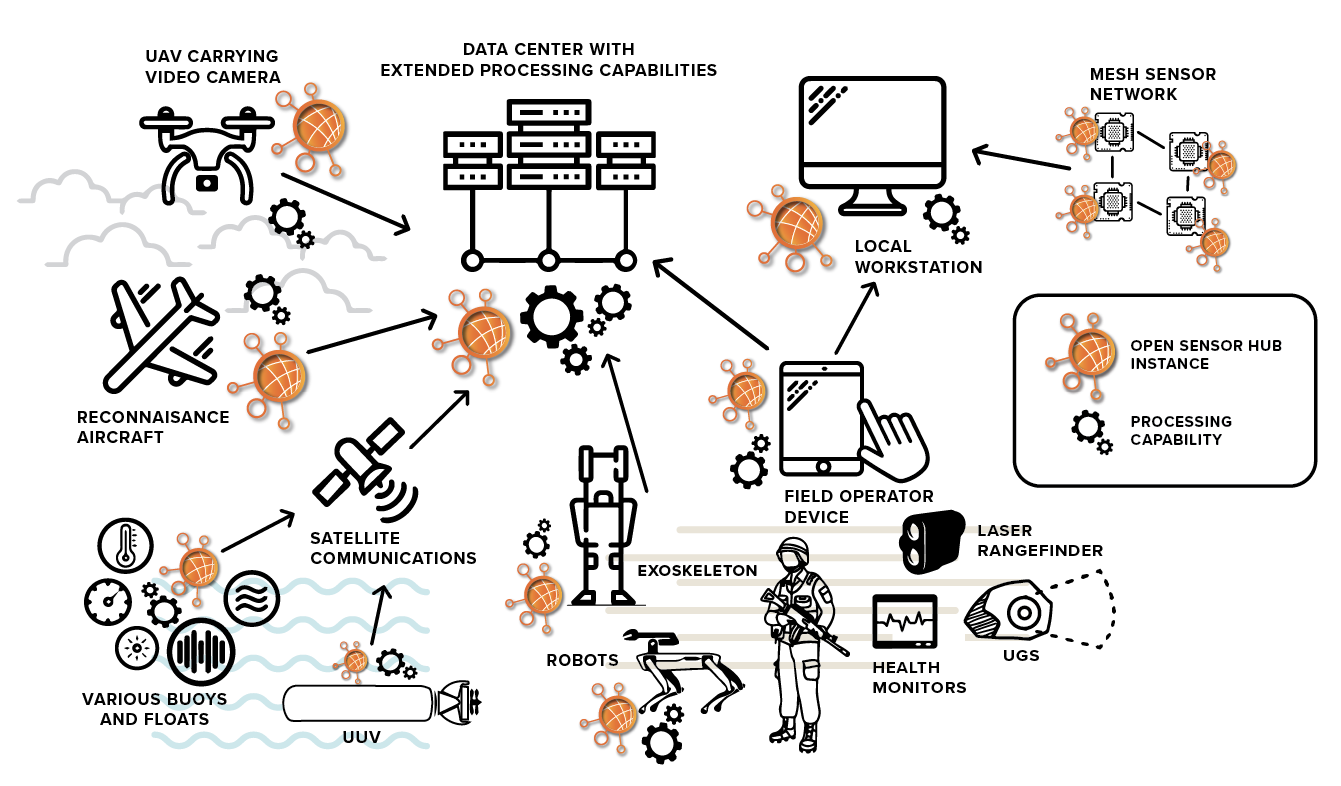 UAV CARRYING
VIDEO CAMERA
DATA CENTER WITH
EXTENDED PROCESSING CAPABILITIES
MESH SENSOR
NETWORK
LOCAL
WORKSTATION
OPEN SENSOR HUB
INSTANCE
PROCESSING
CAPABILITY
RECONNAISANCE
AIRCRAFT
SATELLITE
COMMUNICATIONS
FIELD OPERATOR
DEVICE
LASER
RANGEFINDER
EXOSKELETON
UGS
ROBOTS
HEALTH
MONITORS
VARIOUS BUOYS
AND FLOATS
UUV